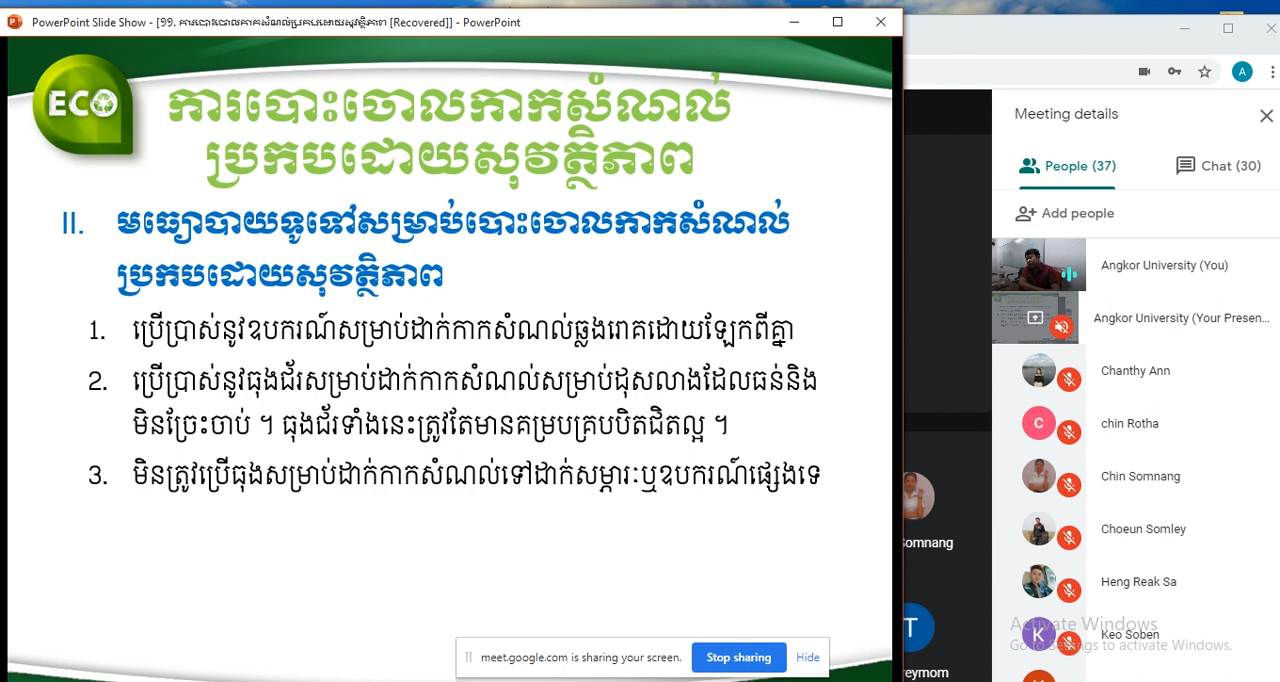 PowerPoint Slide Show - [99. ការបោះចោលកាកសំណល់ប្រកបដោយសុវត្ថិភាព [Recovered]] - PowerPoint
ECO
ការបោះចោលកាកសំណល់
ប្រកបដោយសុវត្ថិភាព
II. មធ្យោបាយទូទៅសម្រាប់បោះចោលកាកសំណល់
ប្រកបដោយសុវត្ថិភាព
1. ប្រើប្រាស់នូវឧបករណ៍សម្រាប់ដាក់កាកសំណល់ឆ្លងរោគដោយឡែកពីគ្នា
2. ប្រើប្រាស់នូវធុងជ័រសម្រាប់ដាក់កាកសំណល់សម្រាប់ដុសលាងដែលធន់និង
មិនច្រែះចាប់ ។ ធុងជ័រទាំងនេះត្រូវតែមានគម្របគ្របបិតជិតល្អ ។
3. មិនត្រូវប្រើធុងសម្រាប់ដាក់កាកសំណល់ទៅដាក់សម្ភារៈឬឧបករណ៍ផ្សេងទេ
meet.google.com is sharing your screen.
Stop sharing
Hide
A
Meeting details
People (37)
Chat (30)
Add people
Angkor University (You)
Angkor University (Your Presen...
Chanthy Ann
C
chin Rotha
Chin Somnang
Choeun Somley
Heng Reak Sa
K
Keo Soben
Somnang
T
reymom
Activate Windows
Go to Settings to activate Windows.